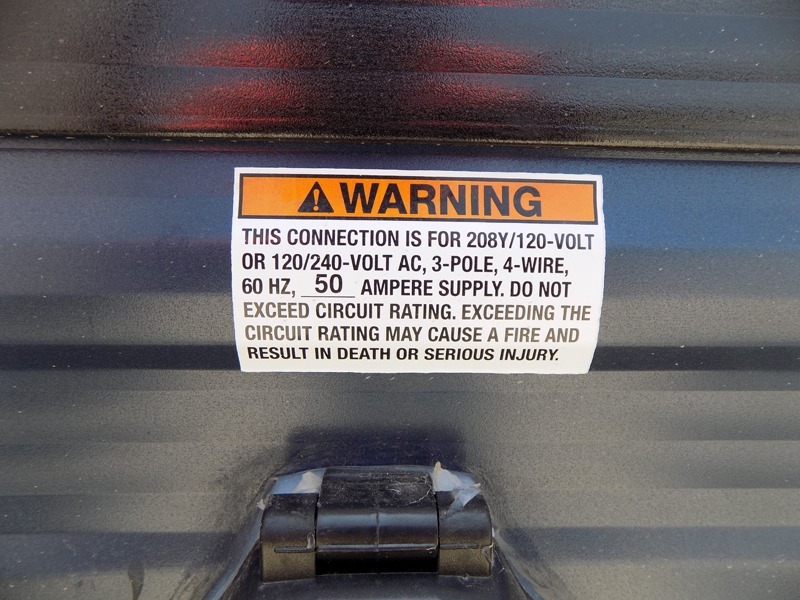 WARNING
THIS CONNECTION IS FOR 208Y/120-VOLT
OR 120/240-VOLT AC, 3-POLE, 4-WIRE,
60 HZ, 50 AMPERE SUPPLY. DO NOT
EXCEED CIRCUIT RATING. EXCEEDING THE
CIRCUIT RATING MAY CAUSE A FIRE AND
RESULT IN DEATH OR SERIOUS INJURY.